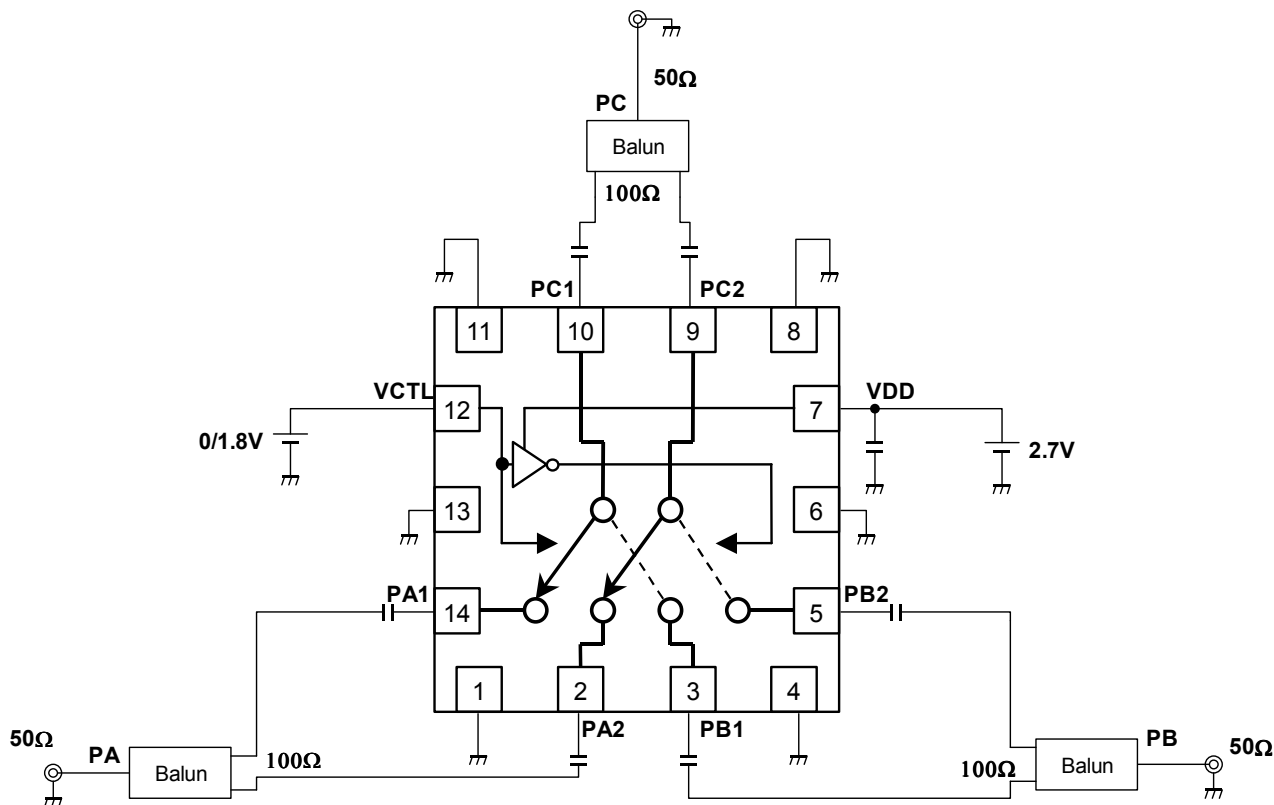 50Ω
PC
Balun
100Ω
PC1
PC2
11
10
9
8
VCTL
VDD
12
7
0/1.8V
2.7V
13
6
PA1
PB2
14
5
1
2
3
4
PA2
PB1
50Ω
PA
Balun
100Ω
100Ω
Balun
PB
50Ω